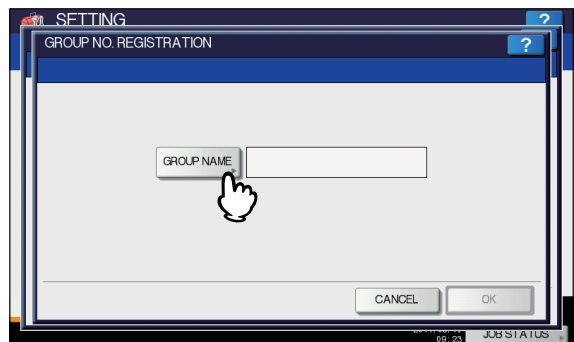 SETTING
?
GROUP NO. REGISTRATION
?
GROUP NAME
CANCEL
OK
09:23
JOB STATUS